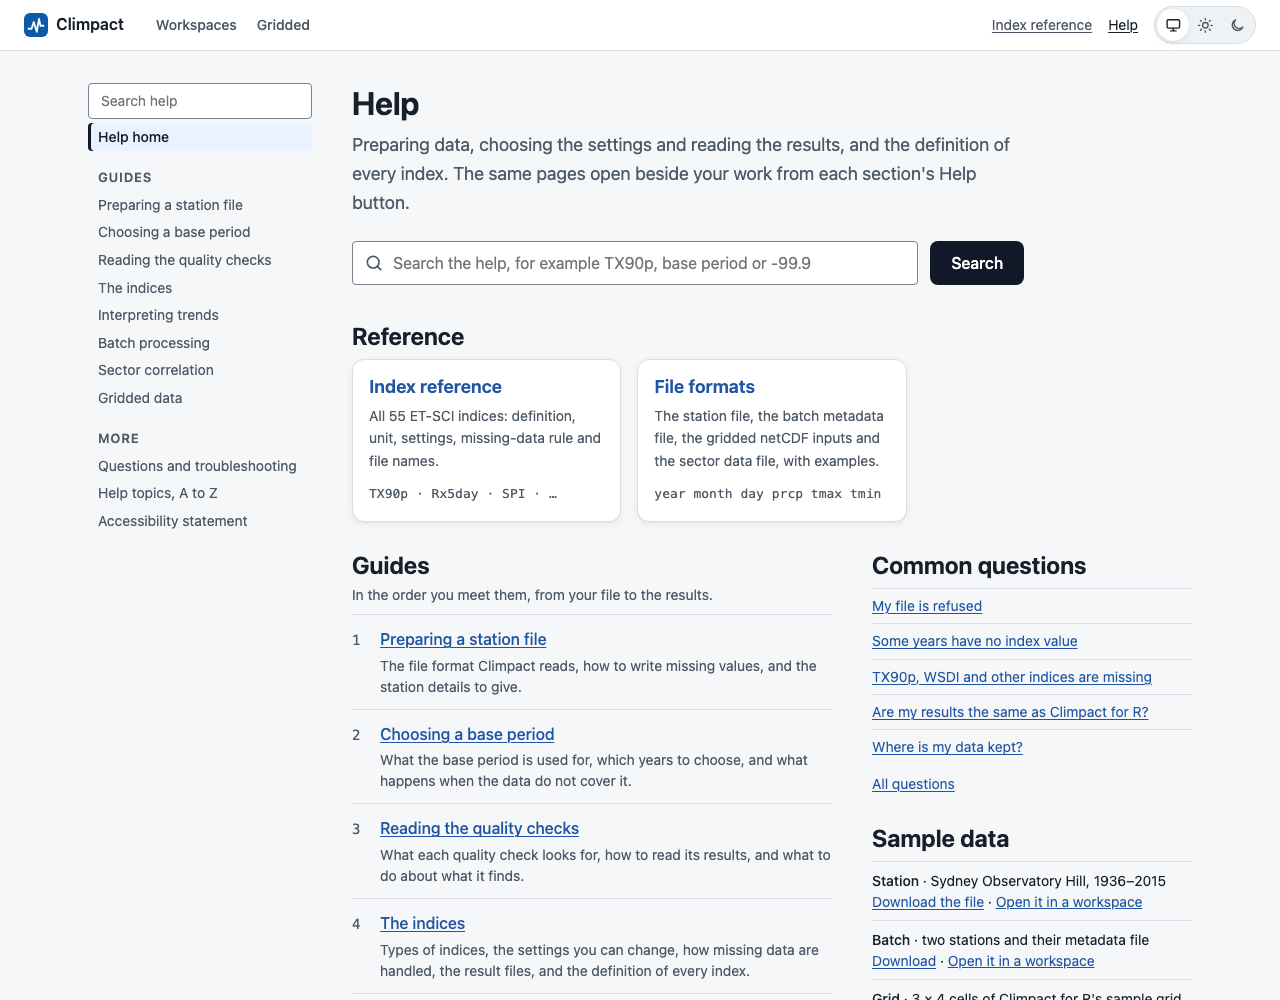 Climpact
Workspaces
Gridded
Index reference
Help
Search help
Help home
GUIDES
Preparing a station file
Choosing a base period
Reading the quality checks
The indices
Interpreting trends
Batch processing
Sector correlation
Gridded data
MORE
Questions and troubleshooting
Help topics, A to Z
Accessibility statement
Help
Preparing data, choosing the settings and reading the results, and the definition of
every index. The same pages open beside your work from each section's Help
button.
Search the help, for example TX90p, base period or -99.9
Search
Reference
Index reference
All 55 ET-SCI indices: definition,
unit, settings, missing-data rule and
file names.
TX90p · Rx5day · SPI · …
File formats
The station file, the batch metadata
file, the gridded netCDF inputs and
the sector data file, with examples.
year month day prcp tmax tmin
Guides
In the order you meet them, from your file to the results.
1 Preparing a station file
The file format Climpact reads, how to write missing values, and the
station details to give.
2 Choosing a base period
What the base period is used for, which years to choose, and what
happens when the data do not cover it.
3 Reading the quality checks
What each quality check looks for, how to read its results, and what to
do about what it finds.
4 The indices
Types of indices, the settings you can change, how missing data are
handled, the result files, and the definition of every index.
Common questions
My file is refused
Some years have no index value
TX90p, WSDI and other indices are missing
Are my results the same as Climpact for R?
Where is my data kept?
All questions
Sample data
Station · Sydney Observatory Hill, 1936–2015
Download the file · Open it in a workspace
Batch · two stations and their metadata file
Download · Open it in a workspace
Grid · 3 × 4 cells of Climpact for R's sample grid